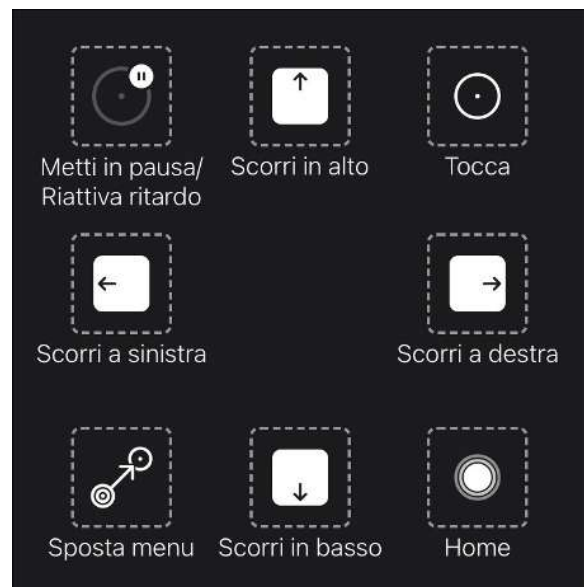 Metti in pausa/
Riattiva ritardo
Scorri in alto
Tocca
Scorri a sinistra
Scorri a destra
Sposta menu
Scorri in basso
Home